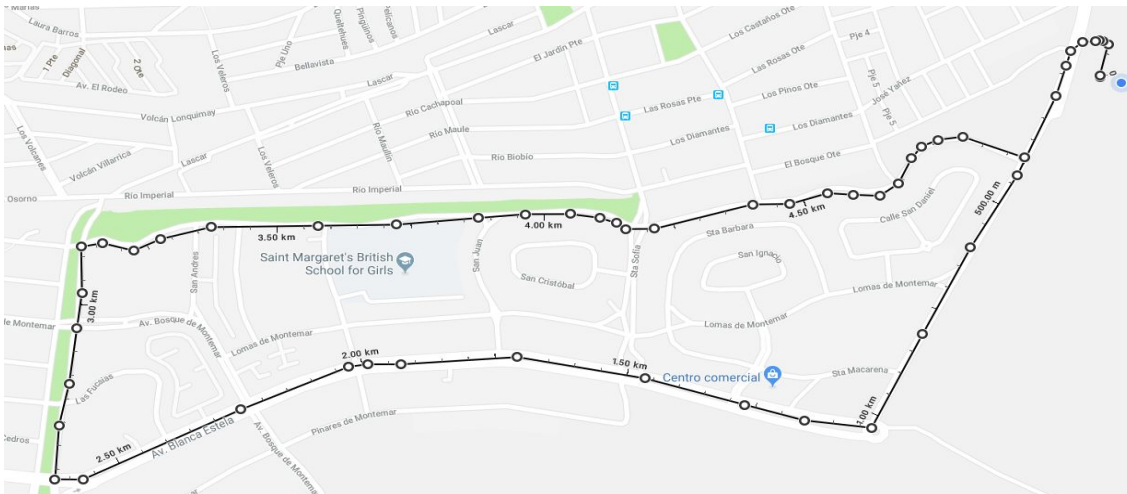 Marias
Laura Barros
1 Pte
Diagonal
2 Ote
Av. El Rodeo
Los Veleros
Pje Uno
Bellavista
Queltehues
Pingüinos
Pelicanos
Lascar
Volcán Lonquimay
Lascar
Los Volcanes
Volcán Villarrica
Lascar
Los Veleros
Río Maullín
El Jardín Pte
Río Cachapoal
Río Maule
Río Biobío
Las Rosas Pte
Los Castaños Ote
Las Rosas Ote
Los Pinos Ote
Los Diamantes
Los Diamantes
José Yañez
Pje 4
Pje 5
Pje 5
El Bosque Ote
Osorno
Río Imperial
Río Imperial
0
500.00 m
Calle San Daniel
4.50 km
4.00 km
3.50 km
3.00 km
Sta Barbara
San Ignacio
Sta Sofía
San Juan
San Cristóbal
San Andres
Saint Margaret's British
School for Girls
Lomas de Montemar
Lomas de Montemar
Lomas de Montemar
de Montemar
Av. Bosque de
Montemar
2.00 km
1.50 km
Centro comercial
Sta Macarena
1.00 km
Las Fucsias
Cedros
2.50 km
Av. Blanca Estela
Pinares de Montemar
Av. Bosque de Montemar